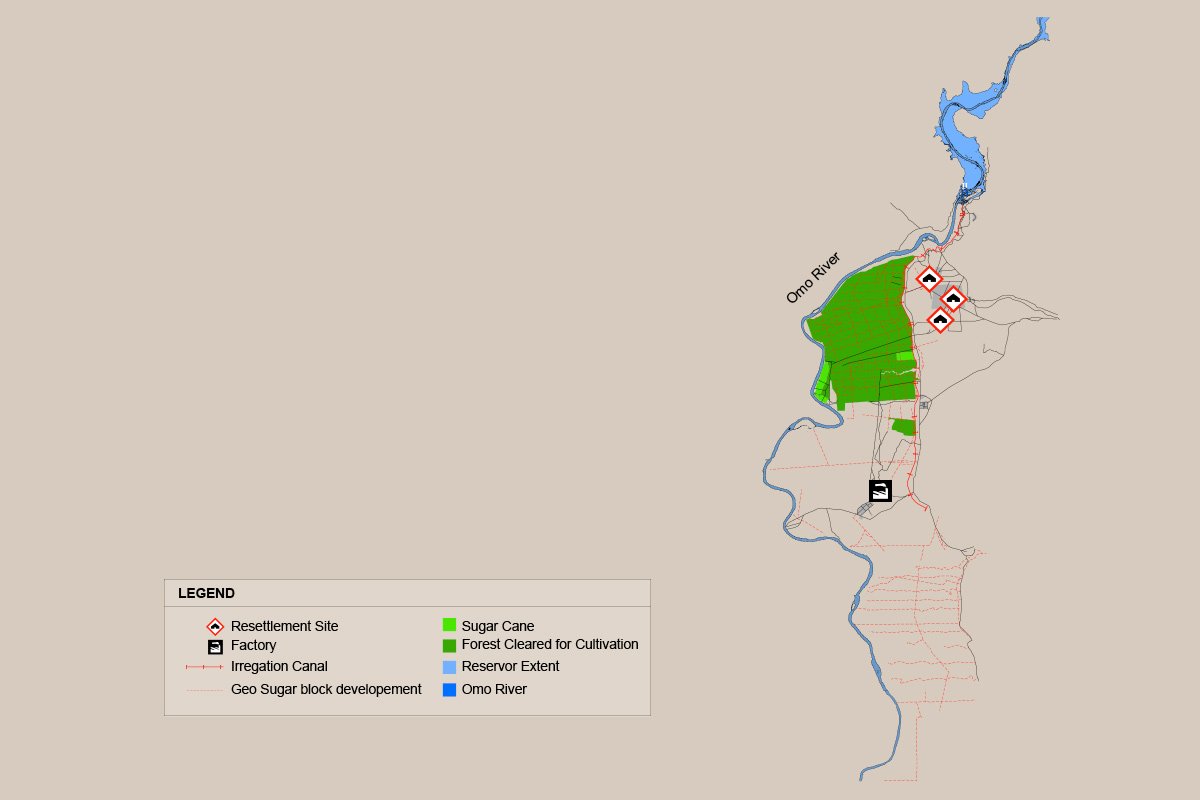 Omo River
LEGEND
Resettlement Site
Factory
Irregation Canal
Geo Sugar block developement
Sugar Cane
Forest Cleared for Cultivation
Reservor Extent
Omo River